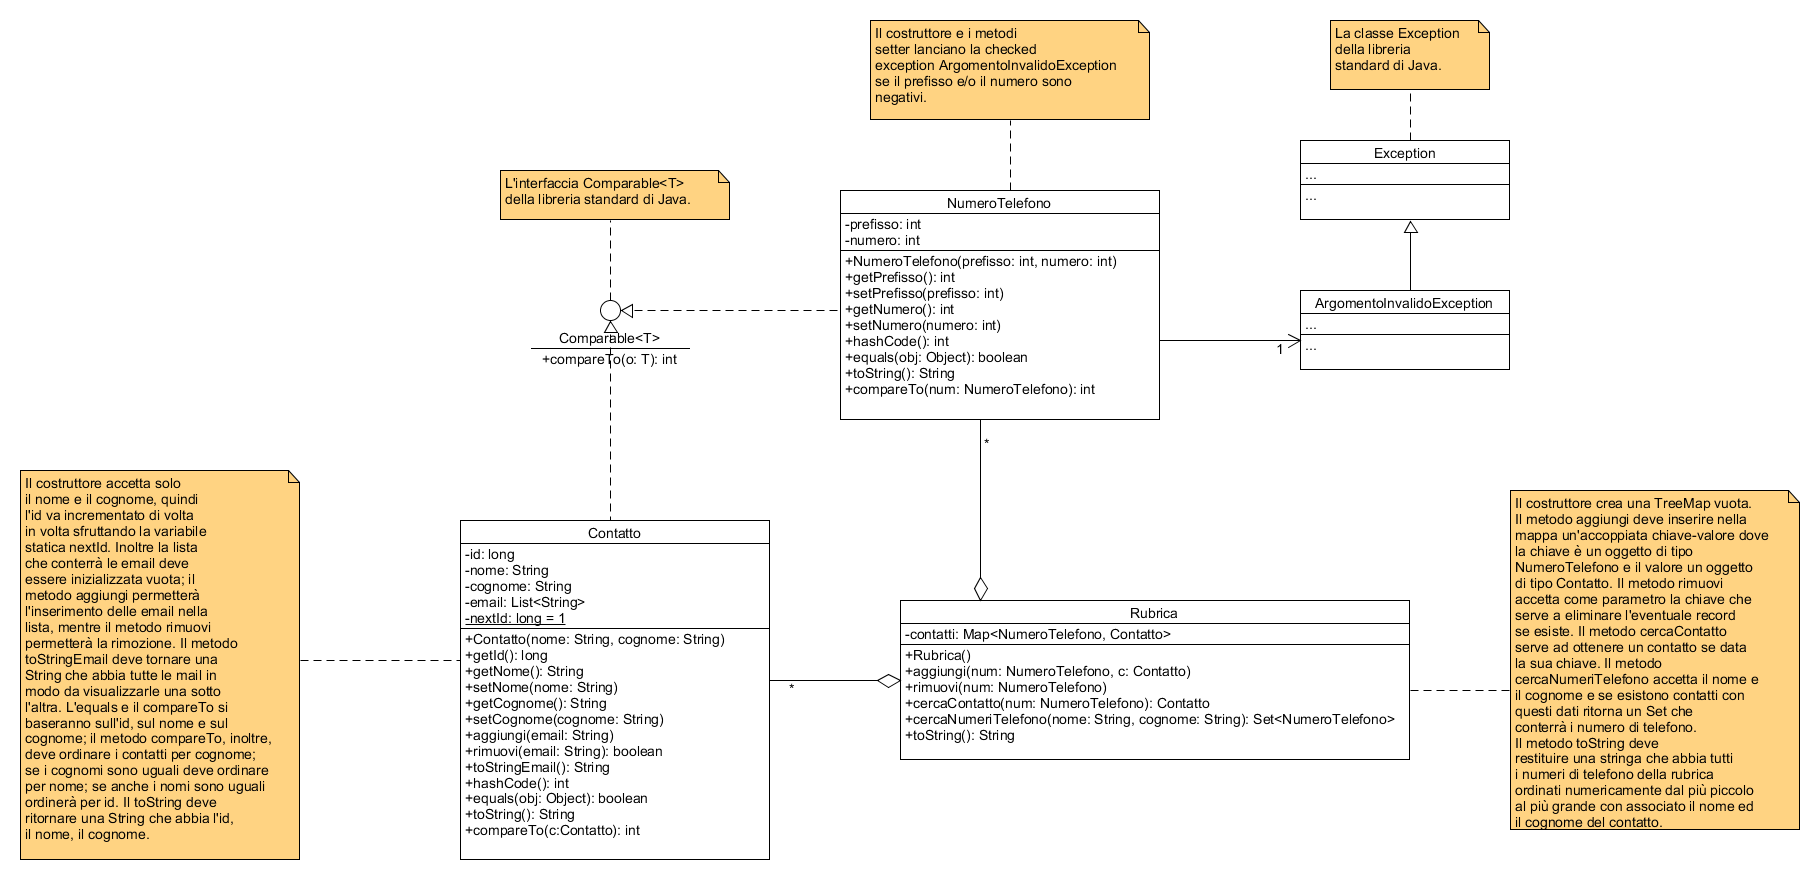 Il costruttore e i metodi
setter lanciano la checked
exception ArgomentoInvalidoException
se il prefisso e/o il numero sono
negativi.
La classe Exception
della libreria
standard di Java.
Exception
...
...
L'interfaccia Comparable<T>
della libreria standard di Java.
NumeroTelefono
-prefisso: int
-numero: int
+NumeroTelefono(prefisso: int, numero: int)
+getPrefisso(): int
+setPrefisso(prefisso: int)
+getNumero(): int
+setNumero(numero: int)
+hashCode(): int
+equals(obj: Object): boolean
+toString(): String
+compareTo(num: NumeroTelefono): int
ArgomentoInvalidoException
...
...
1
Comparable<T>
+compareTo(o: T): int
*
Il costruttore accetta solo
il nome e il cognome, quindi
l'id va incrementato di volta
in volta sfruttando la variabile
statica nextId. Inoltre la lista
che conterrà le email deve
essere inizializzata vuota; il
metodo aggiungi permetterà
l'inserimento delle email nella
lista, mentre il metodo rimuovi
permetterà la rimozione. Il metodo
toStringEmail deve tornare una
String che abbia tutte le mail in
modo da visualizzarle una sotto
l'altra. L'equals e il compareTo si
baseranno sull'id, sul nome e sul
cognome; il metodo compareTo, inoltre,
deve ordinare i contatti per cognome;
se i cognomi sono uguali deve ordinare
per nome; se anche i nomi sono uguali
ordinerà per id. Il toString deve
ritornare una String che abbia l'id,
il nome, il cognome.
Contatto
-id: long
-nome: String
-cognome: String
-email: List<String>
-nextId: long = 1
+Contatto(nome: String, cognome: String)
+getId(): long
+getNome(): String
+setNome(nome: String)
+getCognome(): String
+setCognome(cognome: String)
+aggiungi(email: String)
+rimuovi(email: String): boolean
+toStringEmail(): String
+hashCode(): int
+equals(obj: Object): boolean
+toString(): String
+compareTo(c:Contatto): int
*
Rubrica
-contatti: Map<NumeroTelefono, Contatto>
+Rubrica()
+aggiungi(num: NumeroTelefono, c: Contatto)
+rimuovi(num: NumeroTelefono)
+cercaContatto(num: NumeroTelefono): Contatto
+cercaNumeriTelefono(nome: String, cognome: String): Set<NumeroTelefono>
+toString(): String
Il costruttore crea una TreeMap vuota.
Il metodo aggiungi deve inserire nella
mappa un'accoppiata chiave-valore dove
la chiave è un oggetto di tipo
NumeroTelefono e il valore un oggetto
di tipo Contatto. Il metodo rimuovi
accetta come parametro la chiave che
serve a eliminare l'eventuale record
se esiste. Il metodo cercaContatto
serve ad ottenere un contatto se data
la sua chiave. Il metodo
cercaNumeriTelefono accetta il nome e
il cognome e se esistono contatti con
questi dati ritorna un Set che
conterrà i numero di telefono.
Il metodo toString deve
restituire una stringa che abbia tutti
i numeri di telefono della rubrica
ordinati numericamente dal più piccolo
al più grande con associato il nome ed
il cognome del contatto.